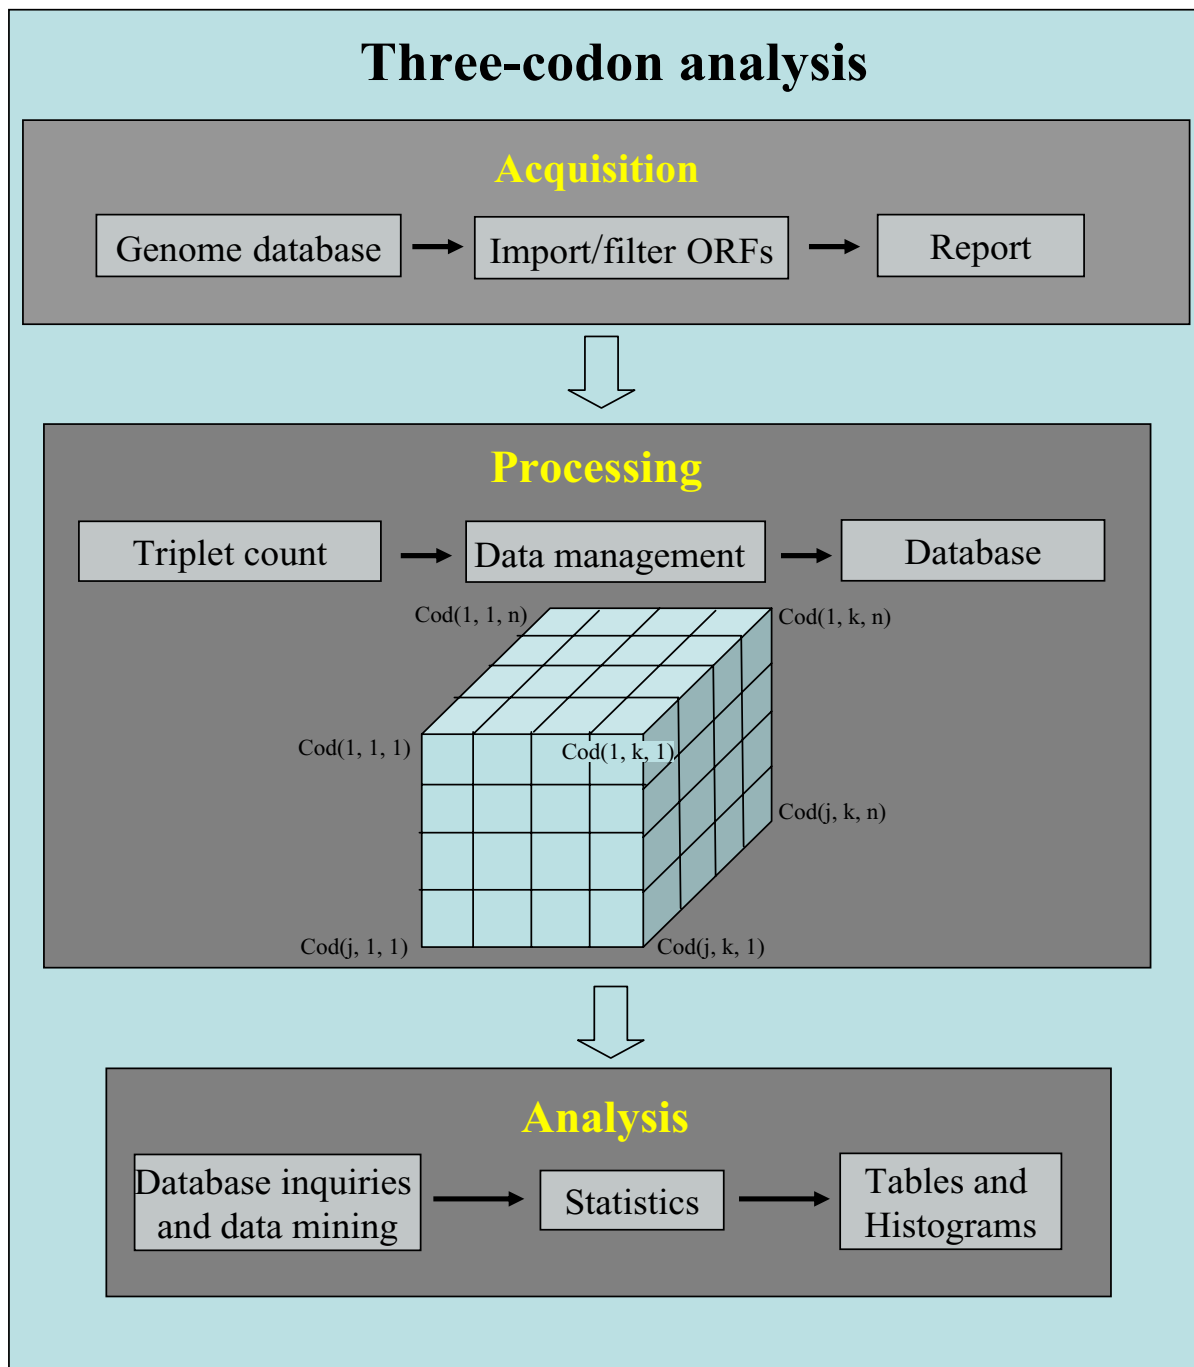 Three-codon analysis
Acquisition
Genome database
Import/filter ORFs
Report
Processing
Triplet count
Data management
Database
Cod(1, 1, n)
Cod(1, k, n)
Cod(1, 1, 1)
Cod(1, k, 1)
Cod(j, k, n)
Cod(j, 1, 1)
Cod(j, k, 1)
Analysis
Database inquiries
and data mining
Statistics
Tables and
Histograms